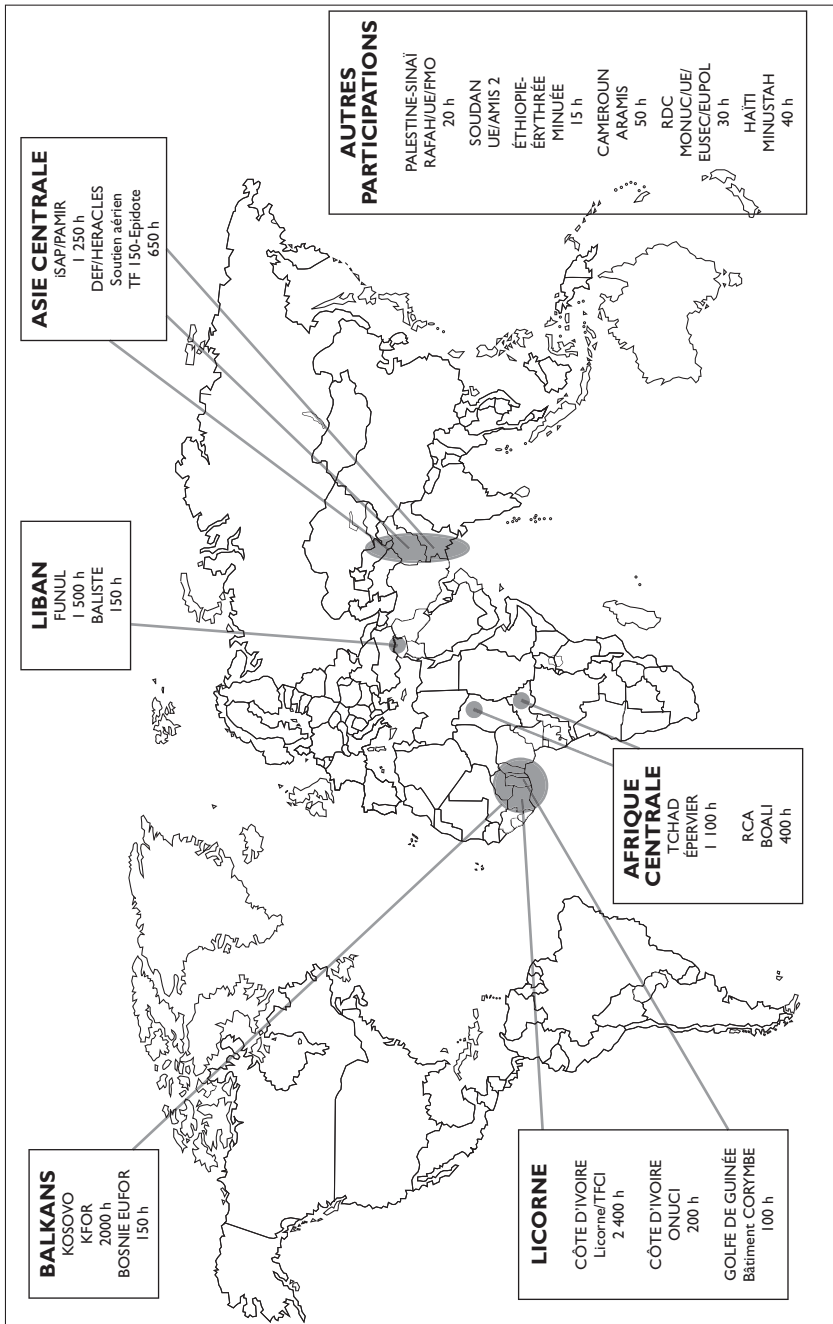 BALKANS
KOSOVO
KFOR
2000 h
BOSNIE EUFOR
150 h
LIBAN
FUNUL
1 500 h
BALISTE
150 h
ASIE CENTRALE
iSAP/PAMIR
1 250 h
DEF/HERACLES
Soutien aérien
TF 150-Epidote
650 h
LICORNE
CÔTE D'IVOIRE
Licorne/TFCI
2 400 h
CÔTE D'IVOIRE
ONUCI
200 h
GOLFE DE GUINÉE
Bâtiment CORYMBE
100 h
AFRIQUE
CENTRALE
TCHAD
ÉPERVIER
1 100 h
RCA
BOALI
400 h
AUTRES
PARTICIPATIONS
PALESTINE-SINAÏ
RAFAH/UE/FMO
20 h
SOUDAN
UE/AMIS 2
ÉTHIOPIE-
ÉRYTHRÉE
MINUÉE
15 h
CAMEROUN
ARAMIS
50 h
RDC
MONUC/UE/
EUSEC/EUPOL
30 h
HAÏTI
MINUSTAH
40 h